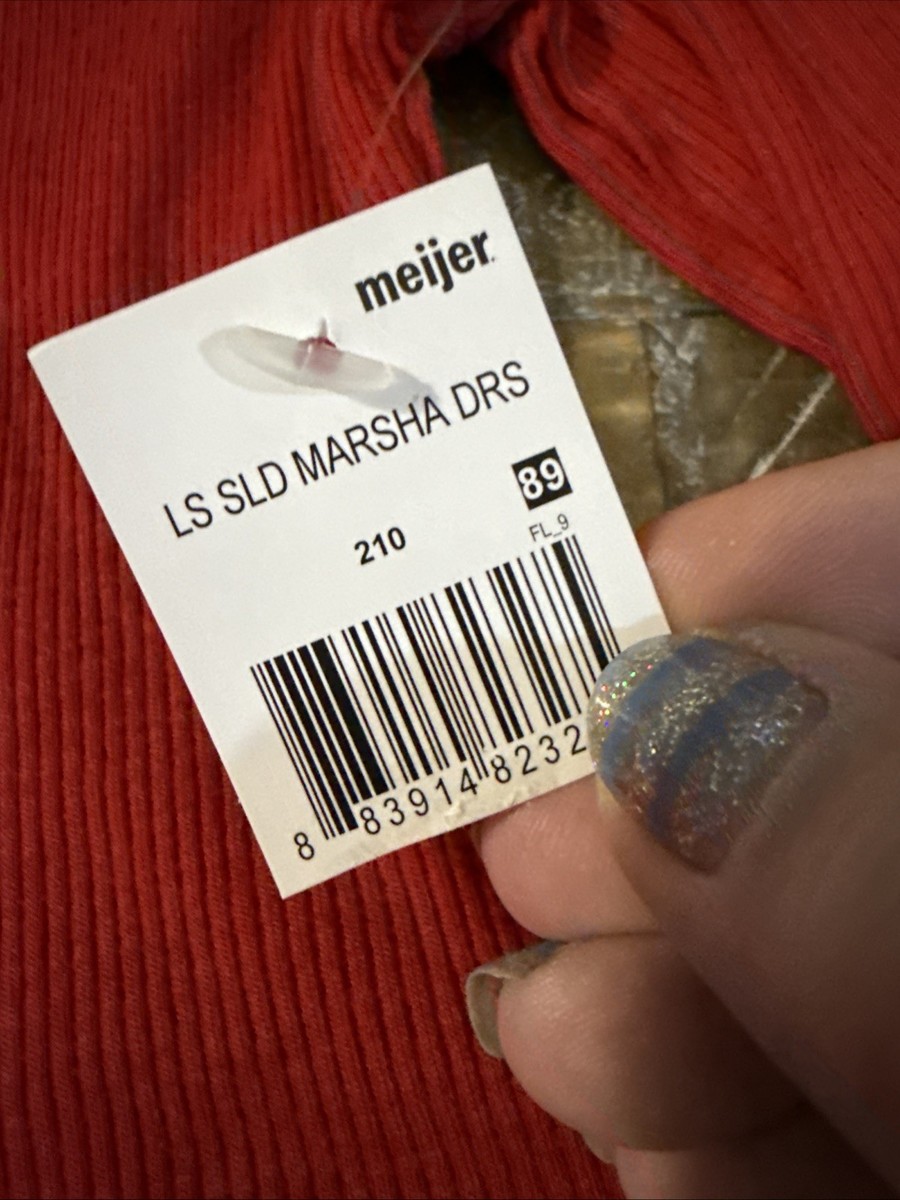 meijer
LS SLD MARSHA DRS
89
FL_9
210
8 83914 8232